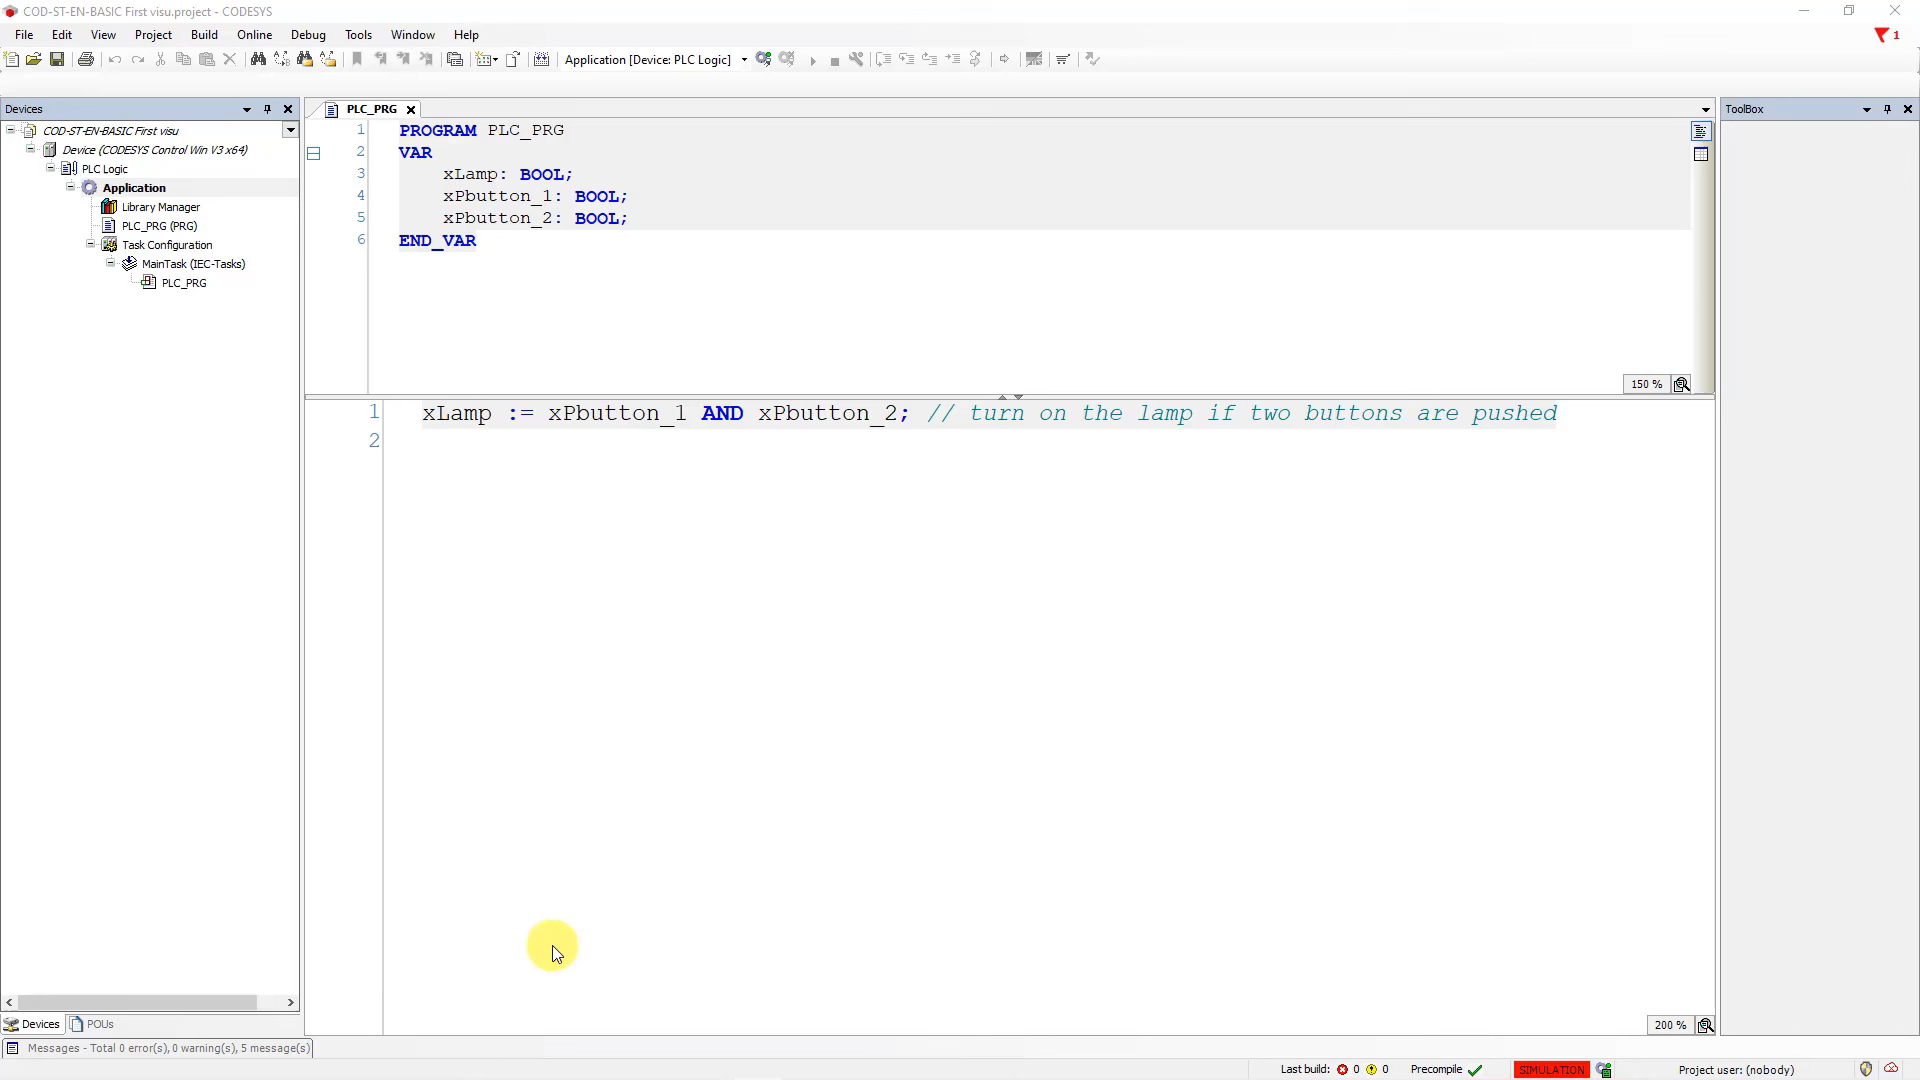 COD-ST-EN-BASIC First visu.project - CODESYS
File Edit View Project Build Online Debug Tools Window Help
1
Application [Device: PLC Logic]
Devices
COD-ST-EN-BASIC First visu
Device (CODESYS Control Win V3 x64)
PLC Logic
Application
Library Manager
PLC_PRG (PRG)
Task Configuration
MainTask (IEC-Tasks)
PLC_PRG
Devices
POUs
PLC_PRG
1 PROGRAM PLC_PRG
2 VAR
3 xLamp: BOOL;
4 xPbutton_1: BOOL;
5 xPbutton_2: BOOL;
6 END_VAR
150 %
1 xLamp := xPbutton_1 AND xPbutton_2; // turn on the lamp if two buttons are pushed
2
200 %
ToolBox
Messages - Total 0 error(s), 0 warning(s), 5 message(s)
Last build: 0 0 Precompile SIMULATION Project user: (nobody)